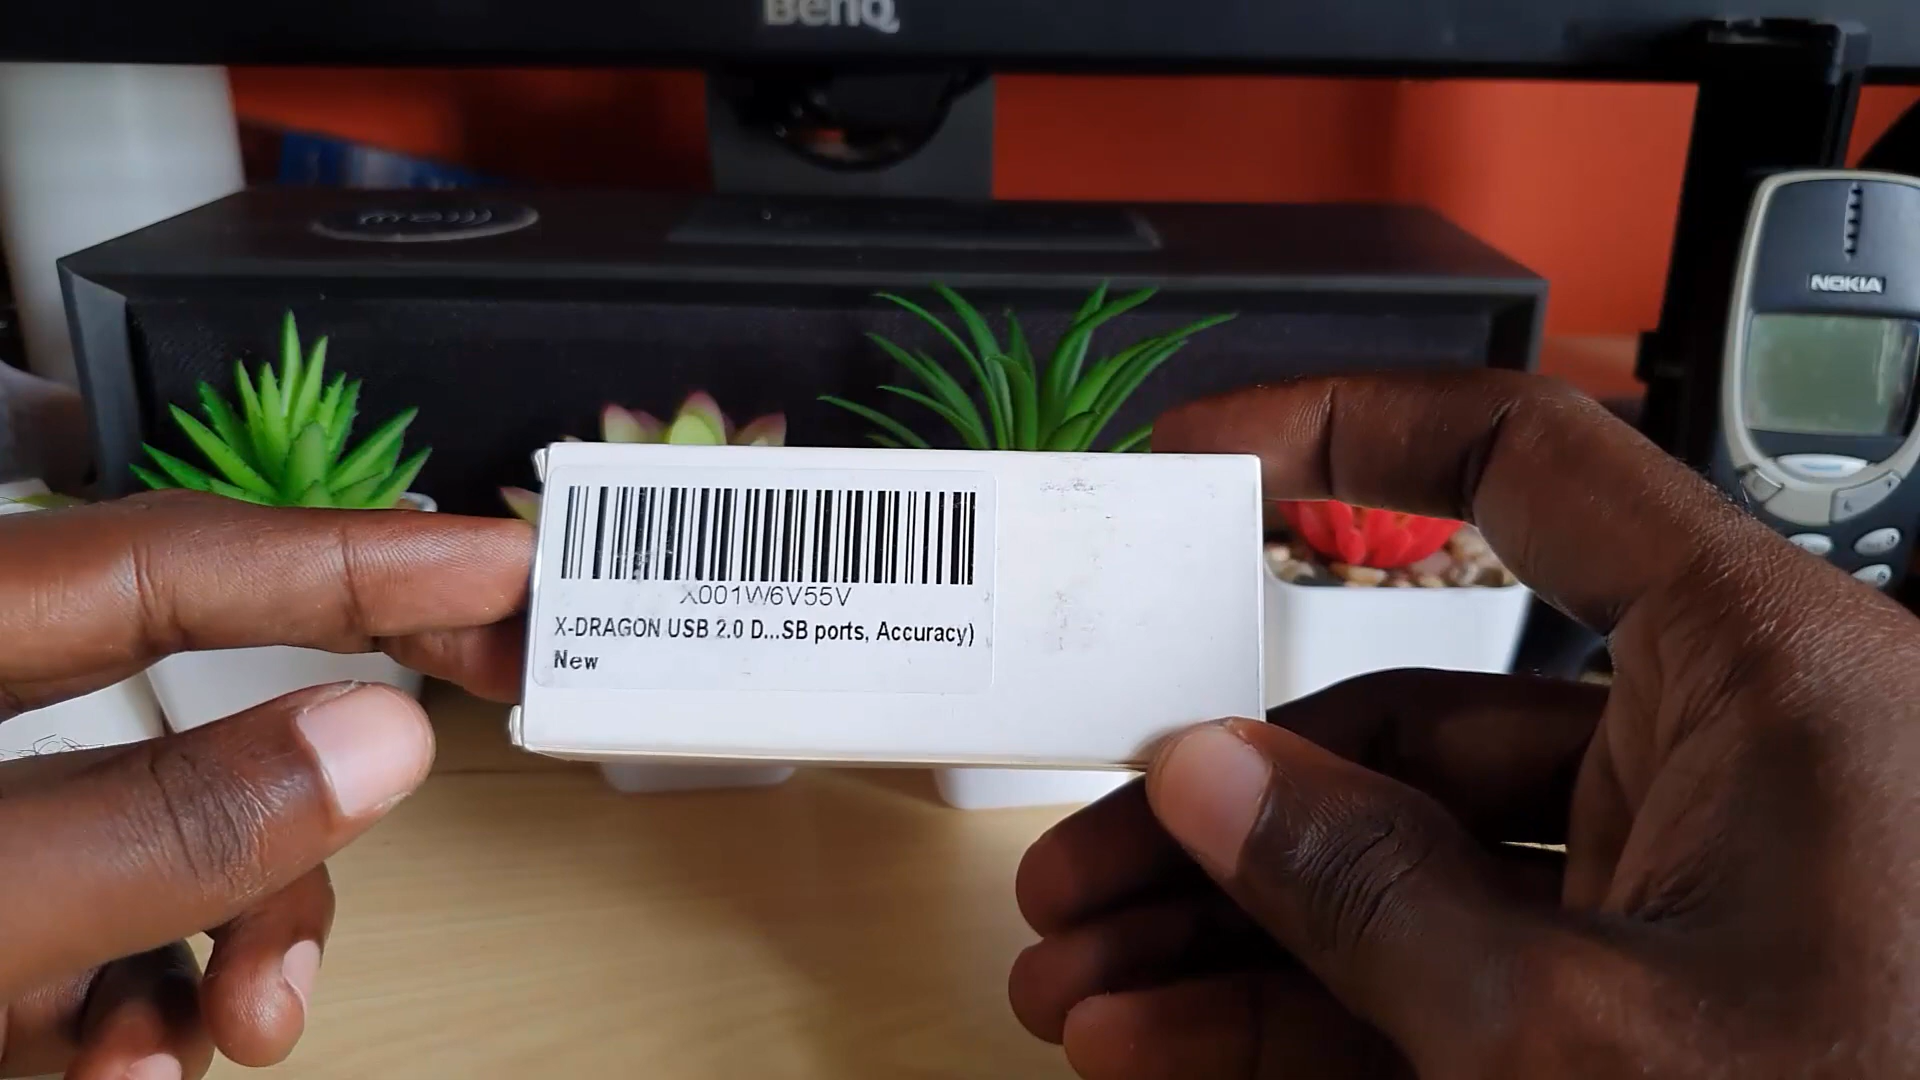 BenQ
NOKIA
X001W6V55V
X-DRAGON USB 2.0 D...SB ports, Accuracy)
New